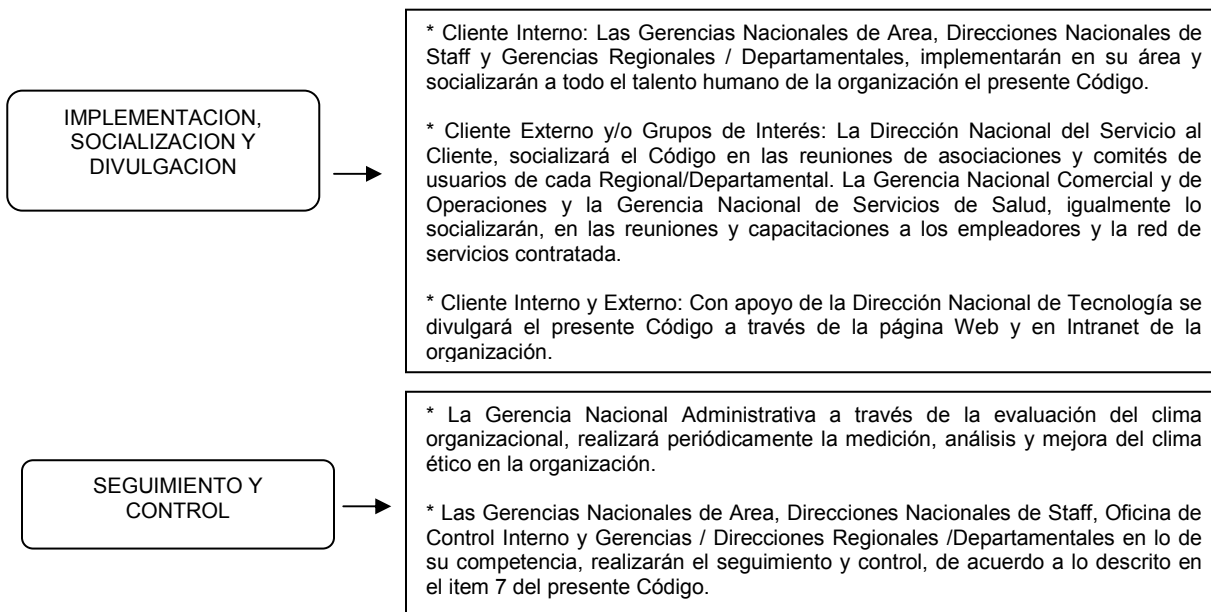 IMPLEMENTACION,
SOCIALIZACION Y
DIVULGACION
* Cliente Interno: Las Gerencias Nacionales de Area, Direcciones Nacionales de
Staff y Gerencias Regionales / Departamentales, implementarán en su área y
socializarán a todo el talento humano de la organización el presente Código.
* Cliente Externo y/o Grupos de Interés: La Dirección Nacional del Servicio al
Cliente, socializará el Código en las reuniones de asociaciones y comités de
usuarios de cada Regional/Departamental. La Gerencia Nacional Comercial y de
Operaciones y la Gerencia Nacional de Servicios de Salud, igualmente lo
socializarán, en las reuniones y capacitaciones a los empleadores y la red de
servicios contratada.
* Cliente Interno y Externo: Con apoyo de la Dirección Nacional de Tecnología se
divulgará el presente Código a través de la página Web y en Intranet de la
organización.
SEGUIMIENTO Y
CONTROL
* La Gerencia Nacional Administrativa a través de la evaluación del clima
organizacional, realizará periódicamente la medición, análisis y mejora del clima
ético en la organización.
* Las Gerencias Nacionales de Area, Direcciones Nacionales de Staff, Oficina de
Control Interno y Gerencias / Direcciones Regionales /Departamentales en lo de
su competencia, realizarán el seguimiento y control, de acuerdo a lo descrito en
el item 7 del presente Código.